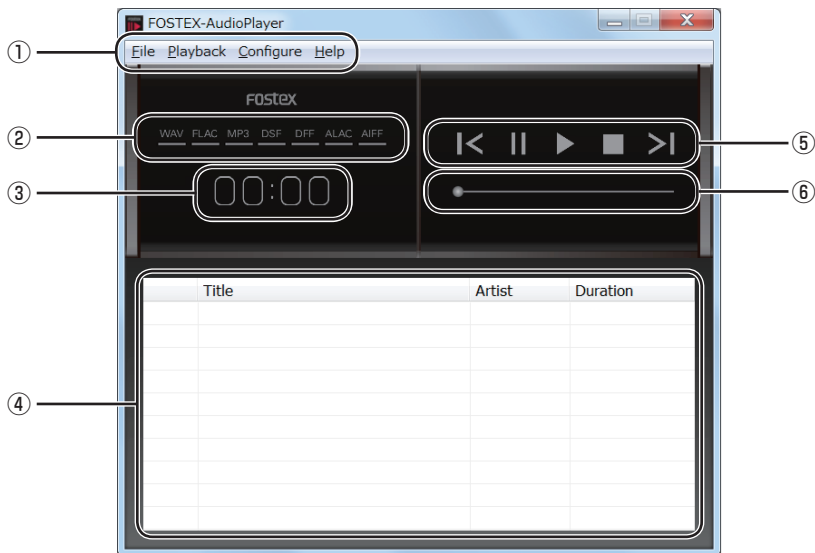 FOSTEX-AudioPlayer
① File Playback Configure Help
Fostex
② WAV FLAC MP3 DSF DFF ALAC AIFF
⑤
③ 00:00
⑥
④
Title Artist Duration